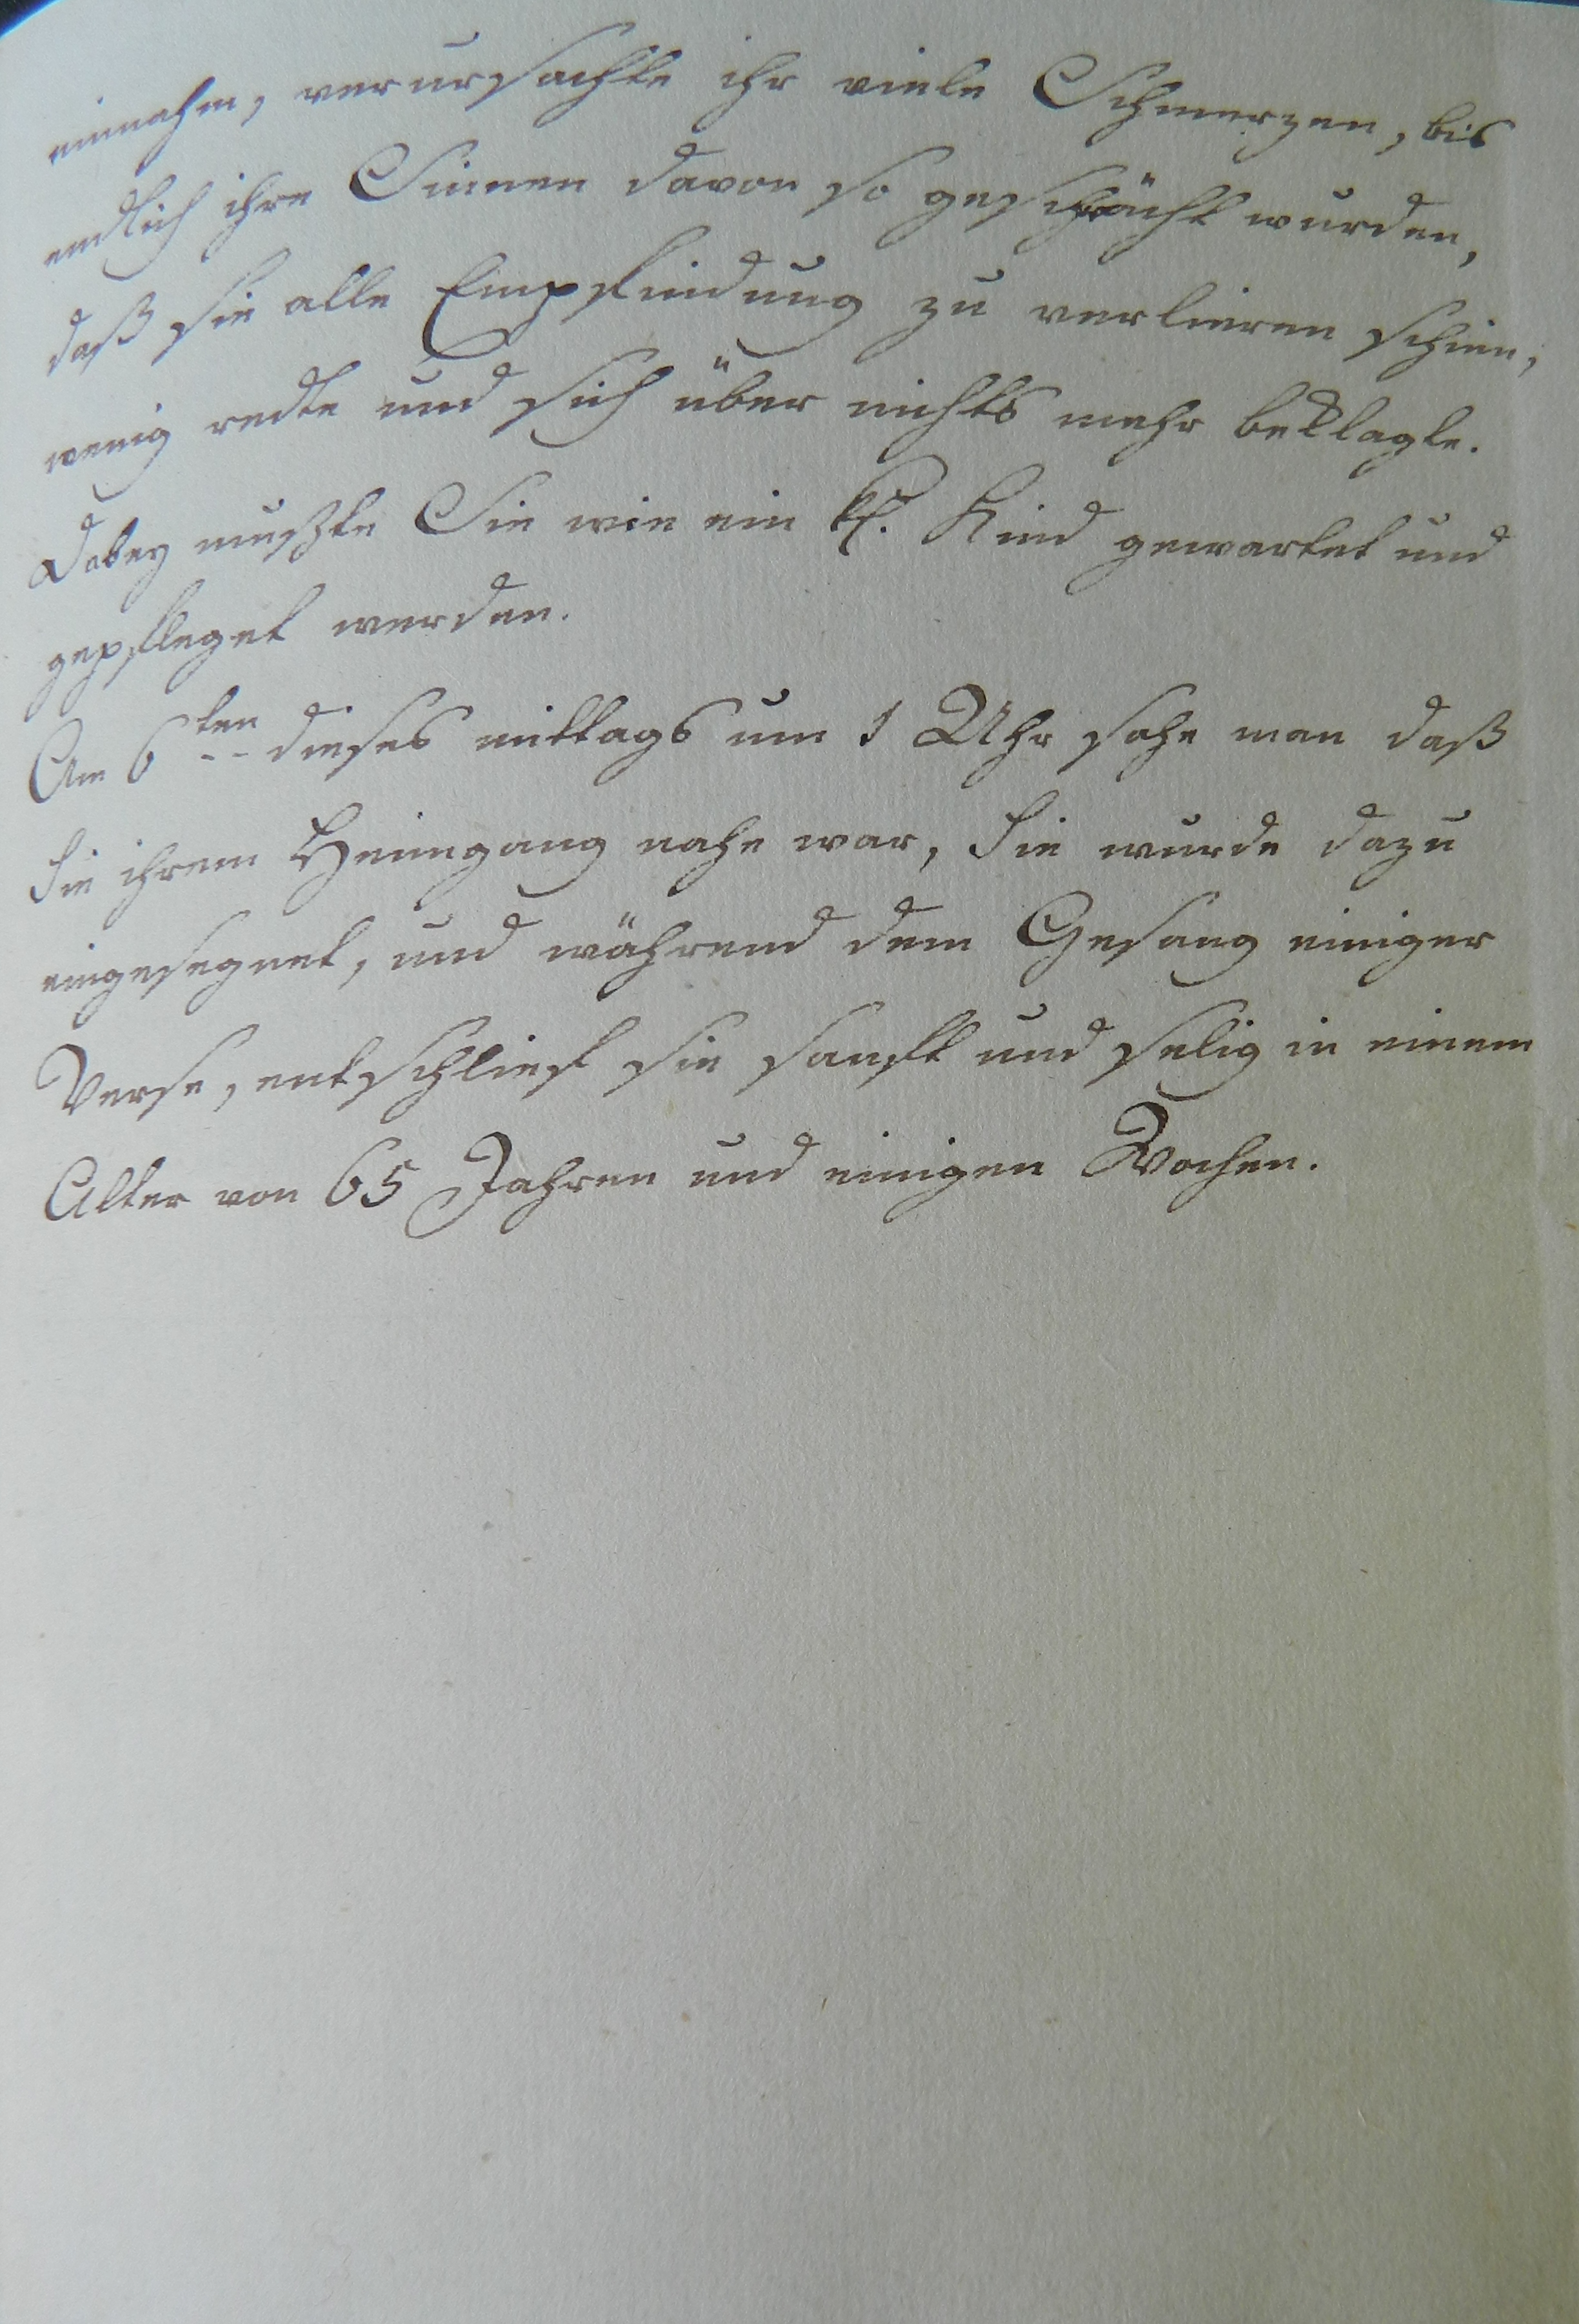 einnahm, verursachte ihr viele Schmerzen, bis
endlich ihre Sinnen davon so geschwächt wurden,
daß sie alle Empfindung zu verlieren schien,
wenig redte und sich über nichts mehr beklagte.
Dabey mußte Sie wie ein kl. Kind gewartet und
gepfleget werden.
Am 6ten dieses mittags um 1 Uhr sahe man daß
Sie ihrem Heimgang nahe war, Sie wurde dazu
eingesegnet, und während dem Gesang einiger
Verse, entschlief sie sanft und selig in einem
Alter von 65 Jahren und einigen Wochen.